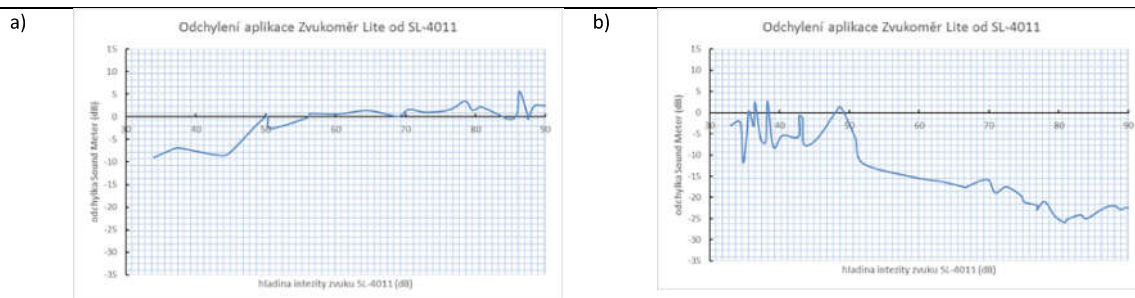 a)
Odchylení aplikace Zvukoměr Lite od SL-4011
15
10
5
0
-5
-10
-15
-20
-25
-30
-35
30 40 50 60 70 80 90
odchylka Sound Meter (dB)
hladina intezity zvuku SL-4011 (dB)
b)
Odchylení aplikace Zvukoměr Lite od SL-4011
15
10
5
0
-5
-10
-15
-20
-25
-30
-35
30 40 50 60 70 80 90
odchylka Sound Meter (dB)
hladina intezity zvuku SL-4011 (dB)